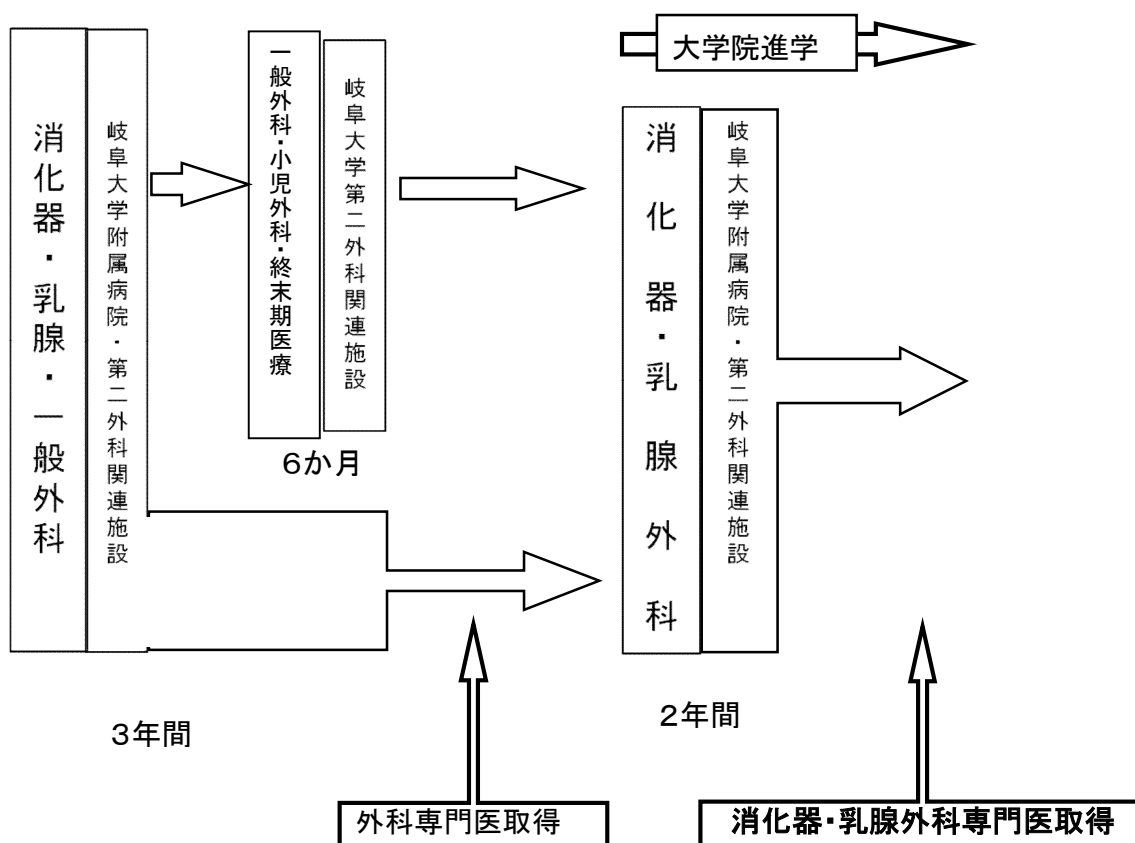 消化器・乳腺・一般外科
岐阜大学附属病院・第二外科関連施設
一般外科・小児外科・終末期医療
岐阜大学第二外科関連施設
6か月
大学院進学
消化器・乳腺外科
岐阜大学附属病院・第二外科関連施設
3年間
2年間
外科専門医取得
消化器・乳腺外科専門医取得